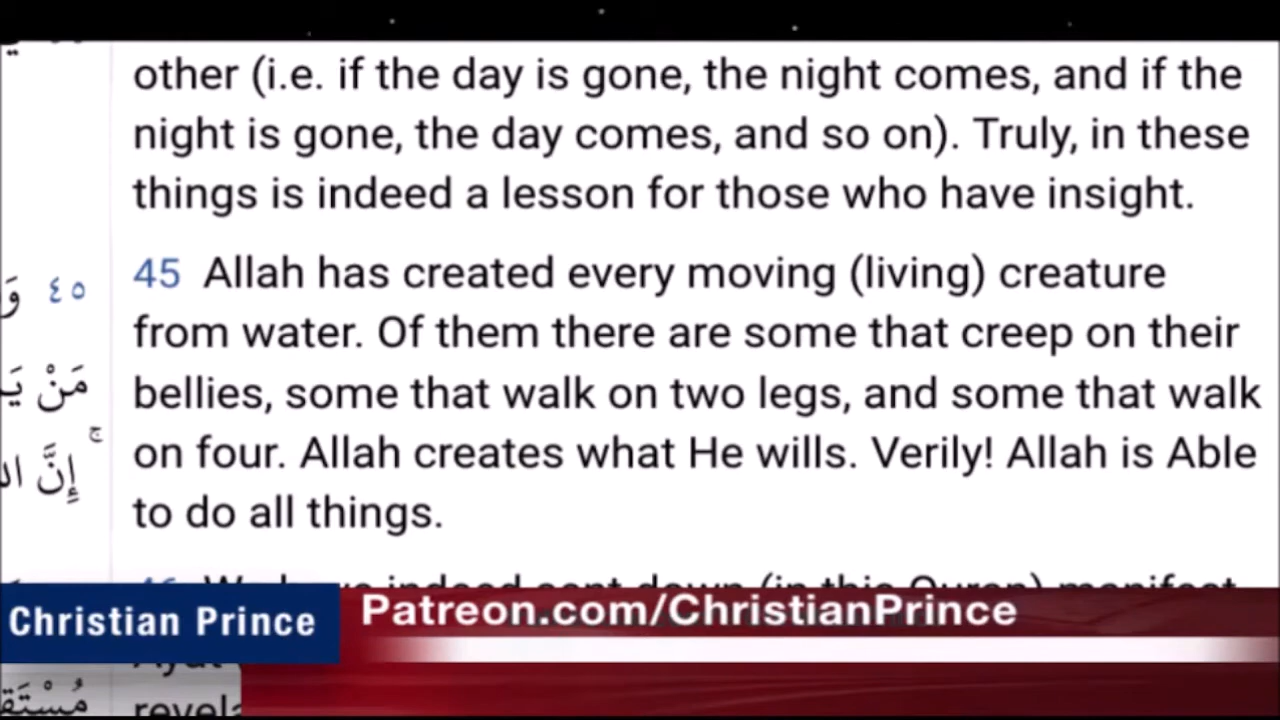 other (i.e. if the day is gone, the night comes, and if the
night is gone, the day comes, and so on). Truly, in these
things is indeed a lesson for those who have insight.
45 Allah has created every moving (living) creature
from water. Of them there are some that creep on their
bellies, some that walk on two legs, and some that walk
on four. Allah creates what He wills. Verily! Allah is Able
to do all things.
٤٥
مَنْ
إِنَّ
Christian Prince
Patreon.com/ChristianPrince